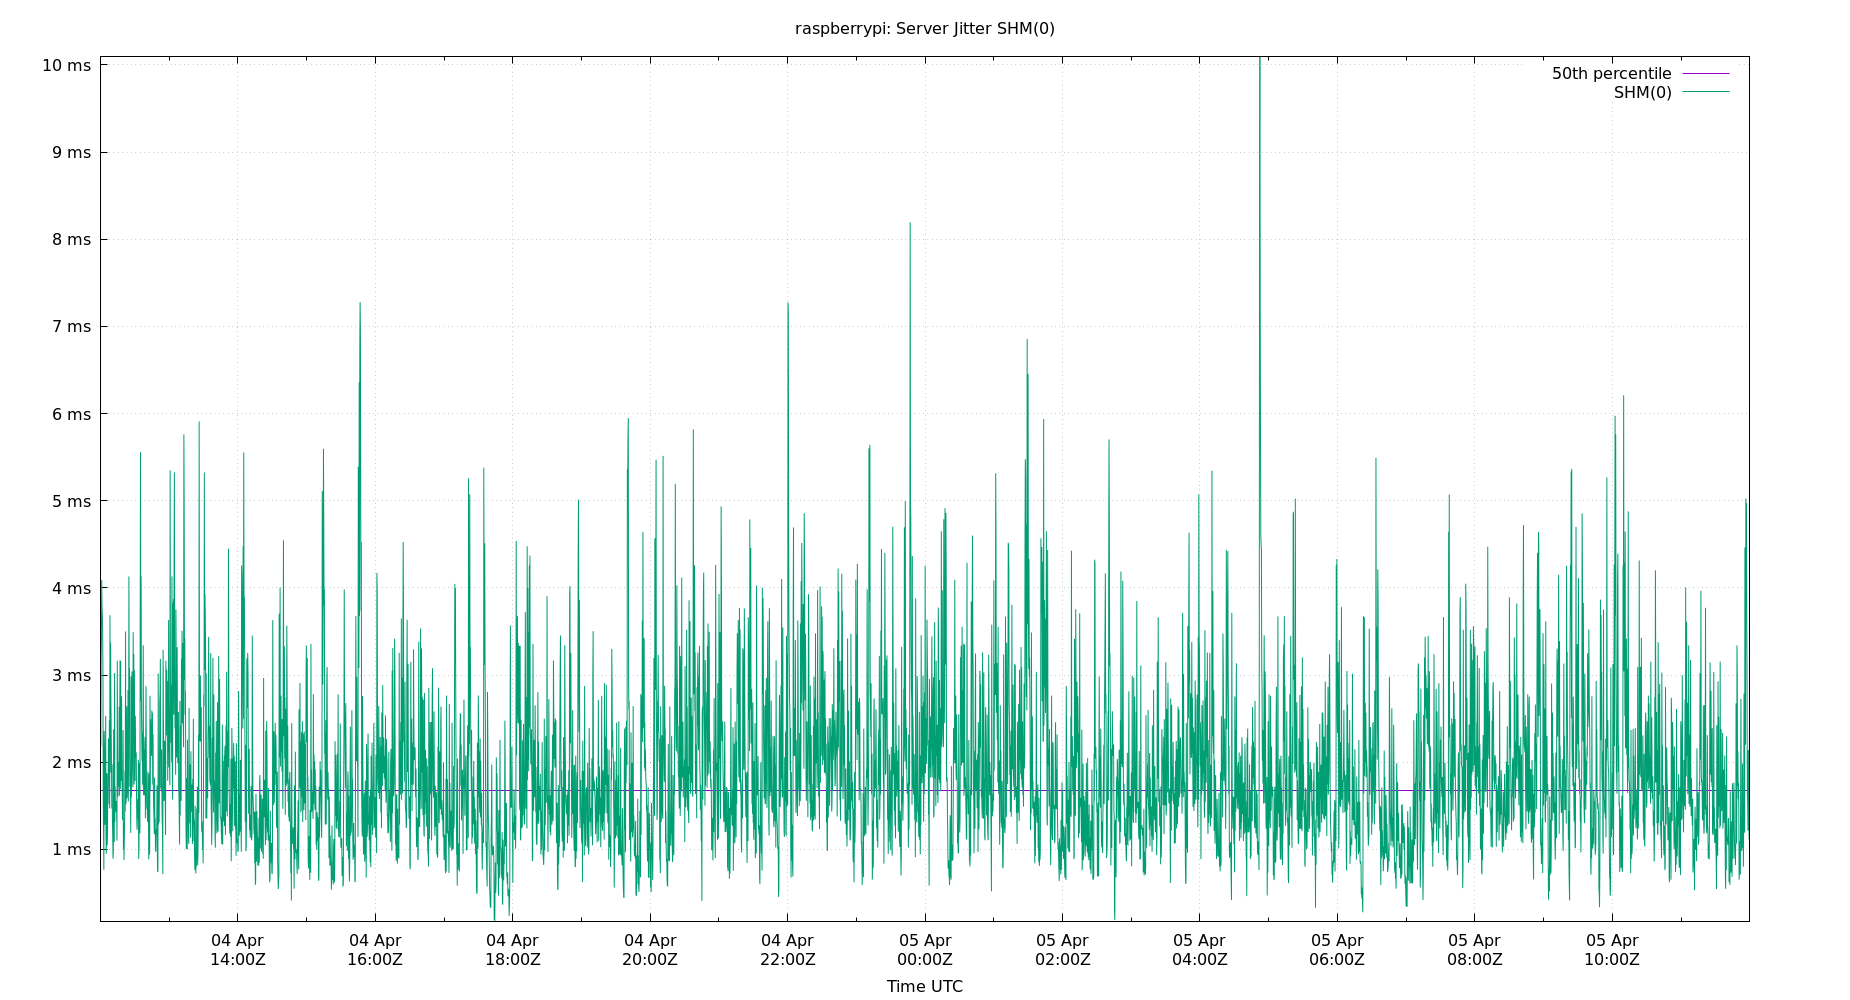 raspberrypi: Server Jitter SHM(0)
10 ms
9 ms
8 ms
7 ms
6 ms
5 ms
4 ms
3 ms
2 ms
1 ms
50th percentile
SHM(0)
04 Apr 04 Apr 04 Apr 04 Apr 04 Apr 05 Apr 05 Apr 05 Apr 05 Apr 05 Apr 05 Apr
14:00Z 16:00Z 18:00Z 20:00Z 22:00Z 00:00Z 02:00Z 04:00Z 06:00Z 08:00Z 10:00Z
Time UTC